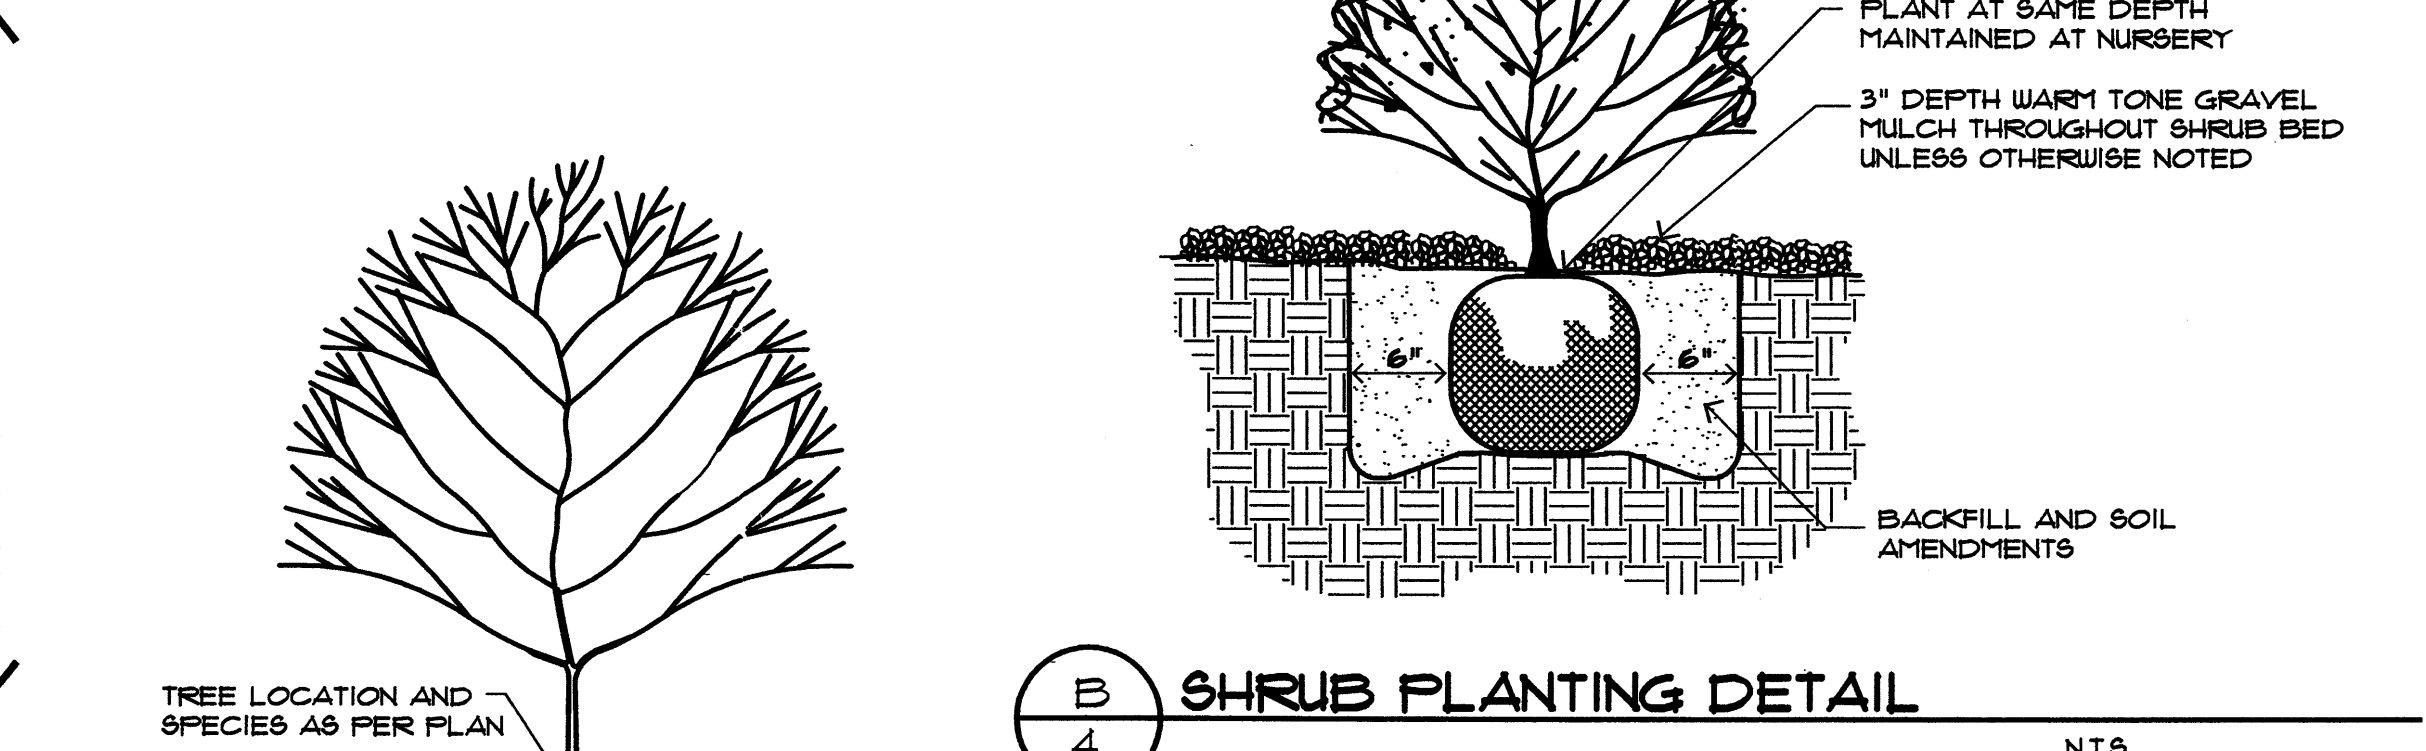 PLANT AT SAME DEPTH
MAINTAINED AT NURSERY
3" DEPTH WARM TONE GRAVEL
MULCH THROUGHOUT SHRUB BED
UNLESS OTHERWISE NOTED
6" 6"
BACKFILL AND SOIL
AMENDMENTS
B
4
SHRUB PLANTING DETAIL
N.T.S.
TREE LOCATION AND
SPECIES AS PER PLAN